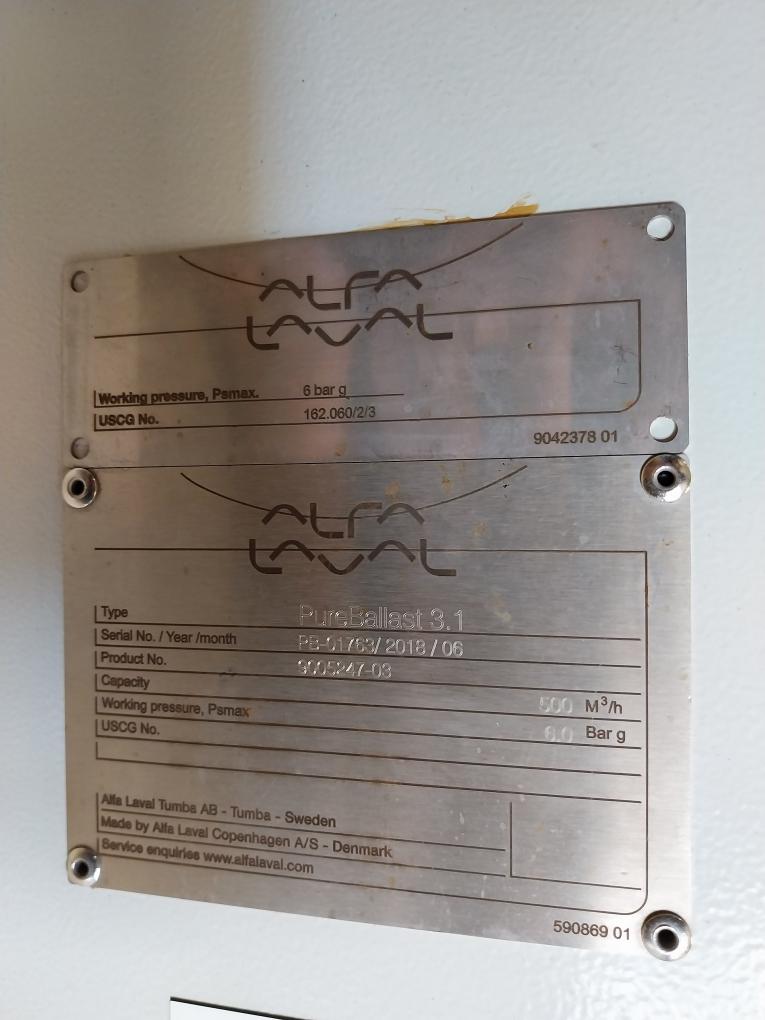 ALFA
LAVAL
Working pressure, Psmax. 6 bar g
USCG No. 162.060/2/3
9042378 01
ALFA
LAVAL
Type PureBallast 3.1
Serial No. / Year /month PB-01763/ 2018 / 06
Product No. 9005247-03
Capacity 500 M³/h
Working pressure, Psmax 6.0 Bar g
USCG No.
Alfa Laval Tumba AB - Tumba - Sweden
Made by Alfa Laval Copenhagen A/S - Denmark
Service enquiries www.alfalaval.com
590869 01